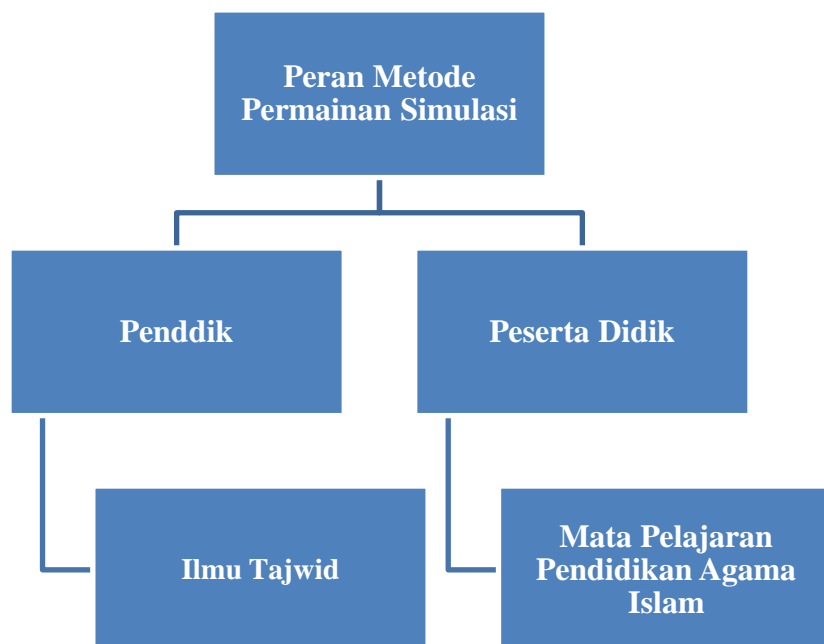 Peran Metode
Permainan Simulasi
Penddik
Peserta Didik
Ilmu Tajwid
Mata Pelajaran
Pendidikan Agama
Islam